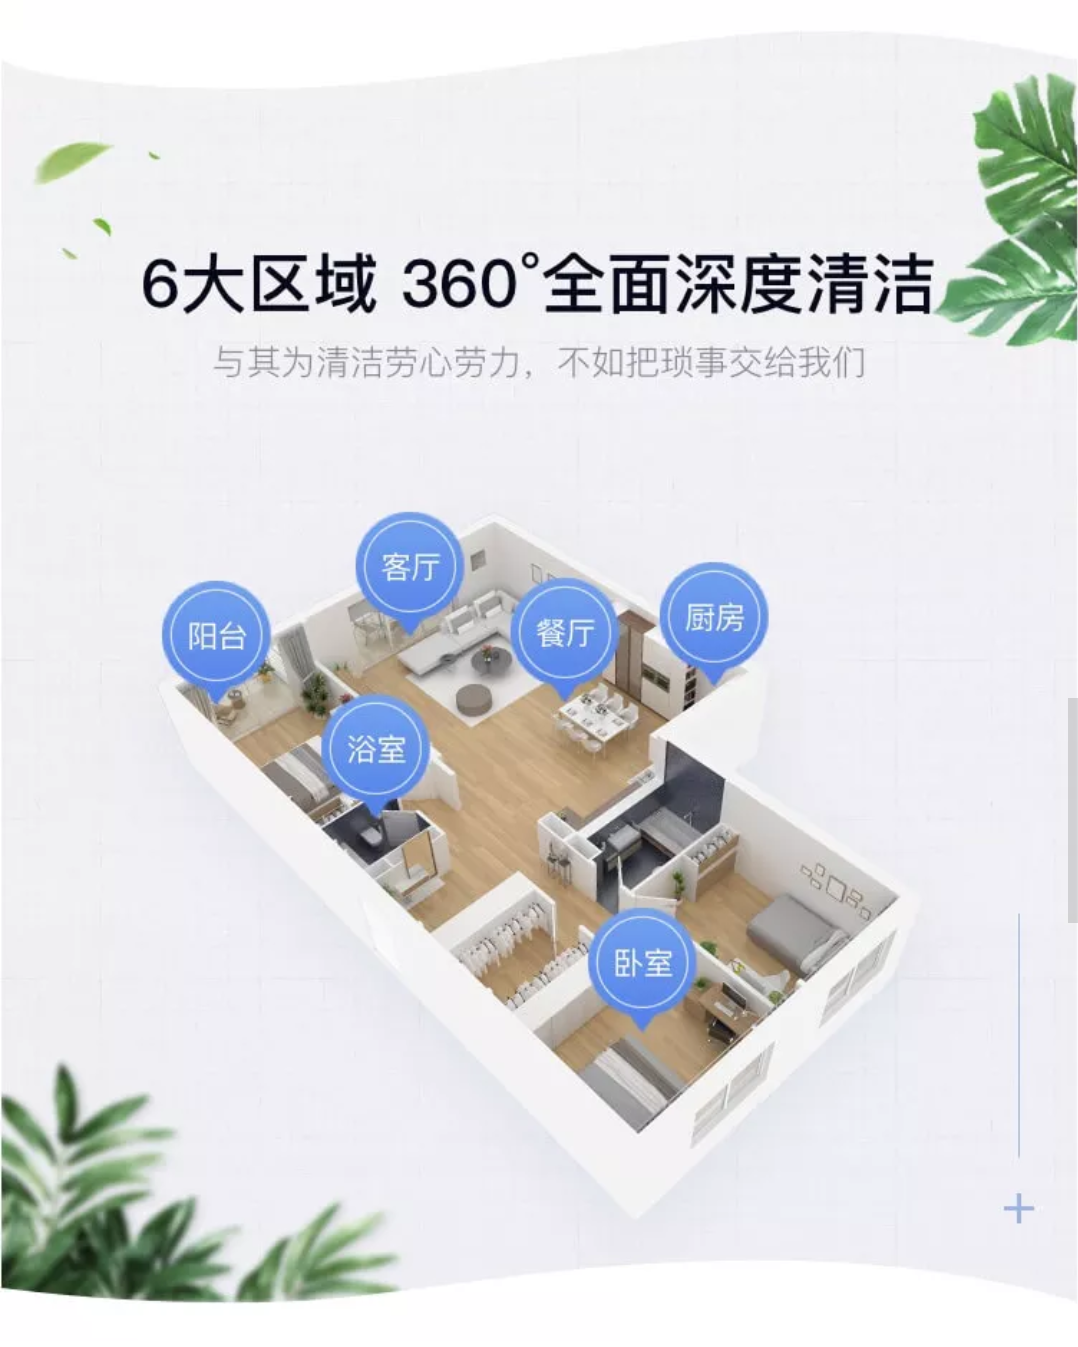 6大区域 360°全面深度清洁
与其为清洁劳心劳力，不如把琐事交给我们
客厅
厨房
阳台
餐厅
浴室
卧室